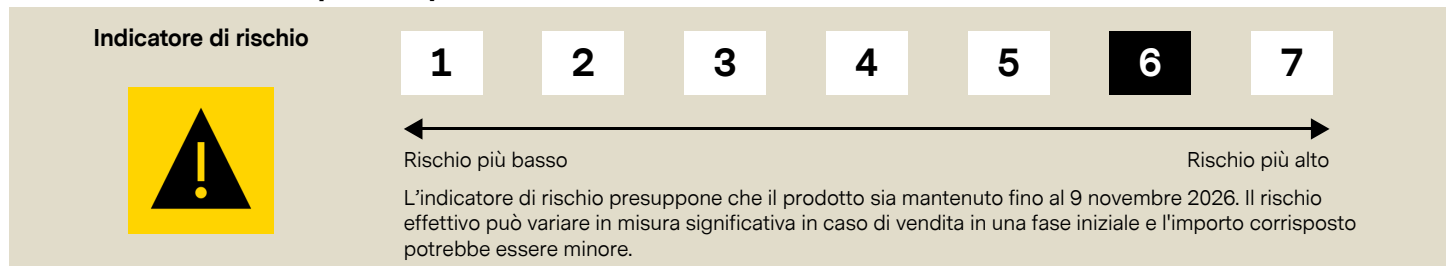 Indicatore di rischio
1 2 3 4 5 6 7
Rischio più basso Rischio più alto
L'indicatore di rischio presuppone che il prodotto sia mantenuto fino al 9 novembre 2026. Il rischio
effettivo può variare in misura significativa in caso di vendita in una fase iniziale e l'importo corrisposto
potrebbe essere minore.